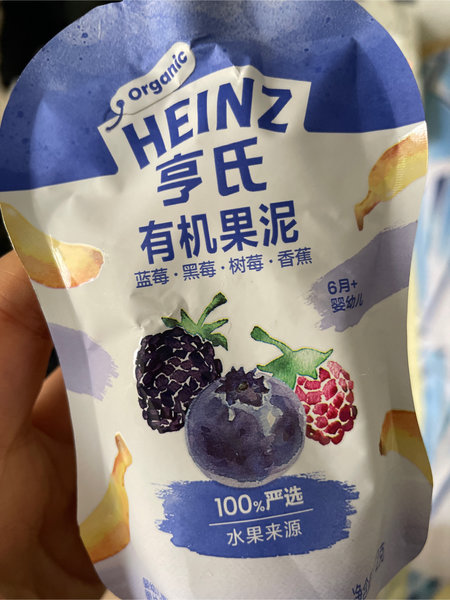 Organic
HEINZ
亨氏
有机果泥
蓝莓·黑莓·树莓·香蕉
6月+
婴幼儿
100%严选
水果来源